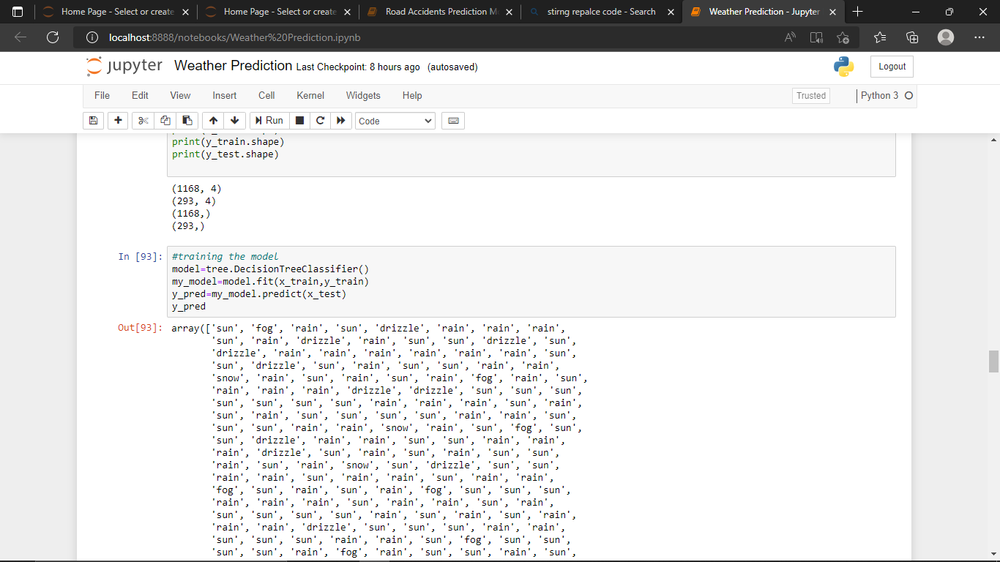 Home Page - Select or create
Home Page - Select or create
Road Accidents Prediction M
stirng repalce code - Search
Weather Prediction - Jupyter
localhost:8888/notebooks/Weather%20Prediction.ipynb
jupyter Weather Prediction Last Checkpoint: 8 hours ago (autosaved)
Logout
File Edit View Insert Cell Kernel Widgets Help
Trusted
Python 3
Run
Code
print(y_train.shape)
print(y_test.shape)
(1168, 4)
(293, 4)
(1168,)
(293,)
In [93]:
#training the model
model=tree.DecisionTreeClassifier()
my_model=model.fit(x_train,y_train)
y_pred=my_model.predict(x_test)
y_pred
Out[93]:
array(['sun', 'fog', 'rain', 'sun', 'drizzle', 'rain', 'rain', 'rain',
'sun', 'rain', 'drizzle', 'rain', 'sun', 'sun', 'drizzle', 'sun',
'drizzle', 'rain', 'rain', 'rain', 'rain', 'rain', 'rain', 'sun',
'sun', 'drizzle', 'sun', 'rain', 'sun', 'sun', 'rain', 'rain',
'snow', 'rain', 'sun', 'rain', 'sun', 'rain', 'fog', 'rain', 'sun',
'rain', 'rain', 'rain', 'drizzle', 'drizzle', 'sun', 'sun', 'sun',
'sun', 'sun', 'sun', 'sun', 'rain', 'rain', 'rain', 'sun', 'rain',
'sun', 'rain', 'sun', 'sun', 'sun', 'sun', 'rain', 'rain', 'sun',
'sun', 'sun', 'rain', 'rain', 'snow', 'rain', 'sun', 'fog', 'sun',
'sun', 'drizzle', 'rain', 'rain', 'sun', 'sun', 'rain', 'rain',
'rain', 'drizzle', 'sun', 'rain', 'sun', 'rain', 'sun', 'sun',
'rain', 'sun', 'rain', 'snow', 'sun', 'drizzle', 'sun', 'sun',
'rain', 'rain', 'sun', 'rain', 'rain', 'sun', 'rain', 'rain',
'fog', 'sun', 'rain', 'sun', 'rain', 'fog', 'sun', 'sun', 'sun',
'rain', 'rain', 'rain', 'sun', 'rain', 'rain', 'sun', 'rain',
'sun', 'sun', 'sun', 'sun', 'rain', 'sun', 'rain', 'sun', 'rain',
'rain', 'rain', 'drizzle', 'sun', 'sun', 'sun', 'rain', 'rain',
'sun', 'sun', 'sun', 'rain', 'rain', 'sun', 'fog', 'sun', 'sun',
'sun', 'sun', 'rain', 'fog', 'rain', 'sun', 'sun', 'rain', 'sun',